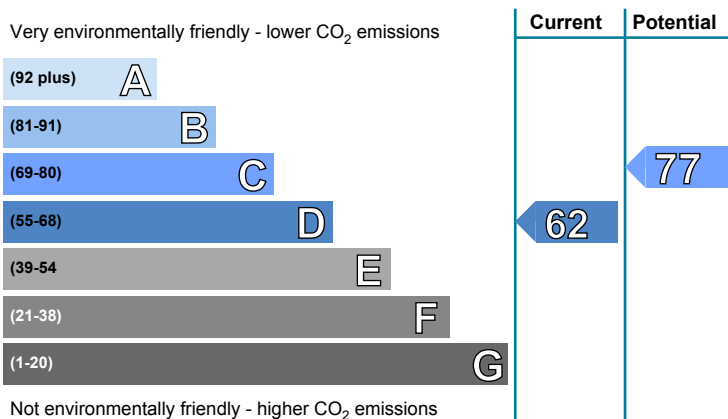 Current Potential
Very environmentally friendly - lower CO2 emissions
(92 plus) A
(81-91) B
(69-80) C 77
(55-68) D 62
(39-54 E
(21-38) F
(1-20) G
Not environmentally friendly - higher CO2 emissions